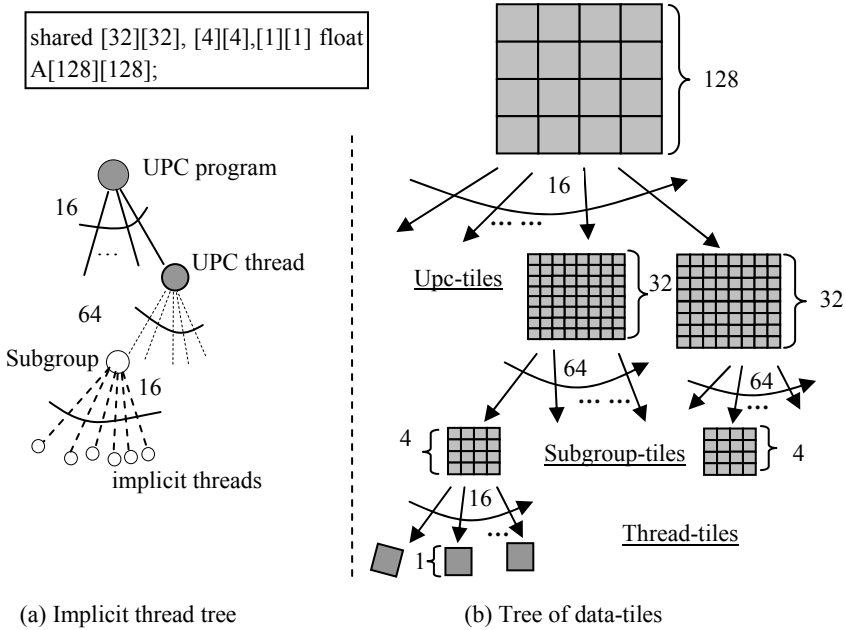 shared [32][32], [4][4],[1][1] float
A[128][128];
UPC program
16
...
UPC thread
64
Subgroup
16
implicit threads
(a) Implicit thread tree
128
16
... ...
Upc-tiles
32
32
64
... ...
64
...
4
Subgroup-tiles
4
16
...
Thread-tiles
1
(b) Tree of data-tiles